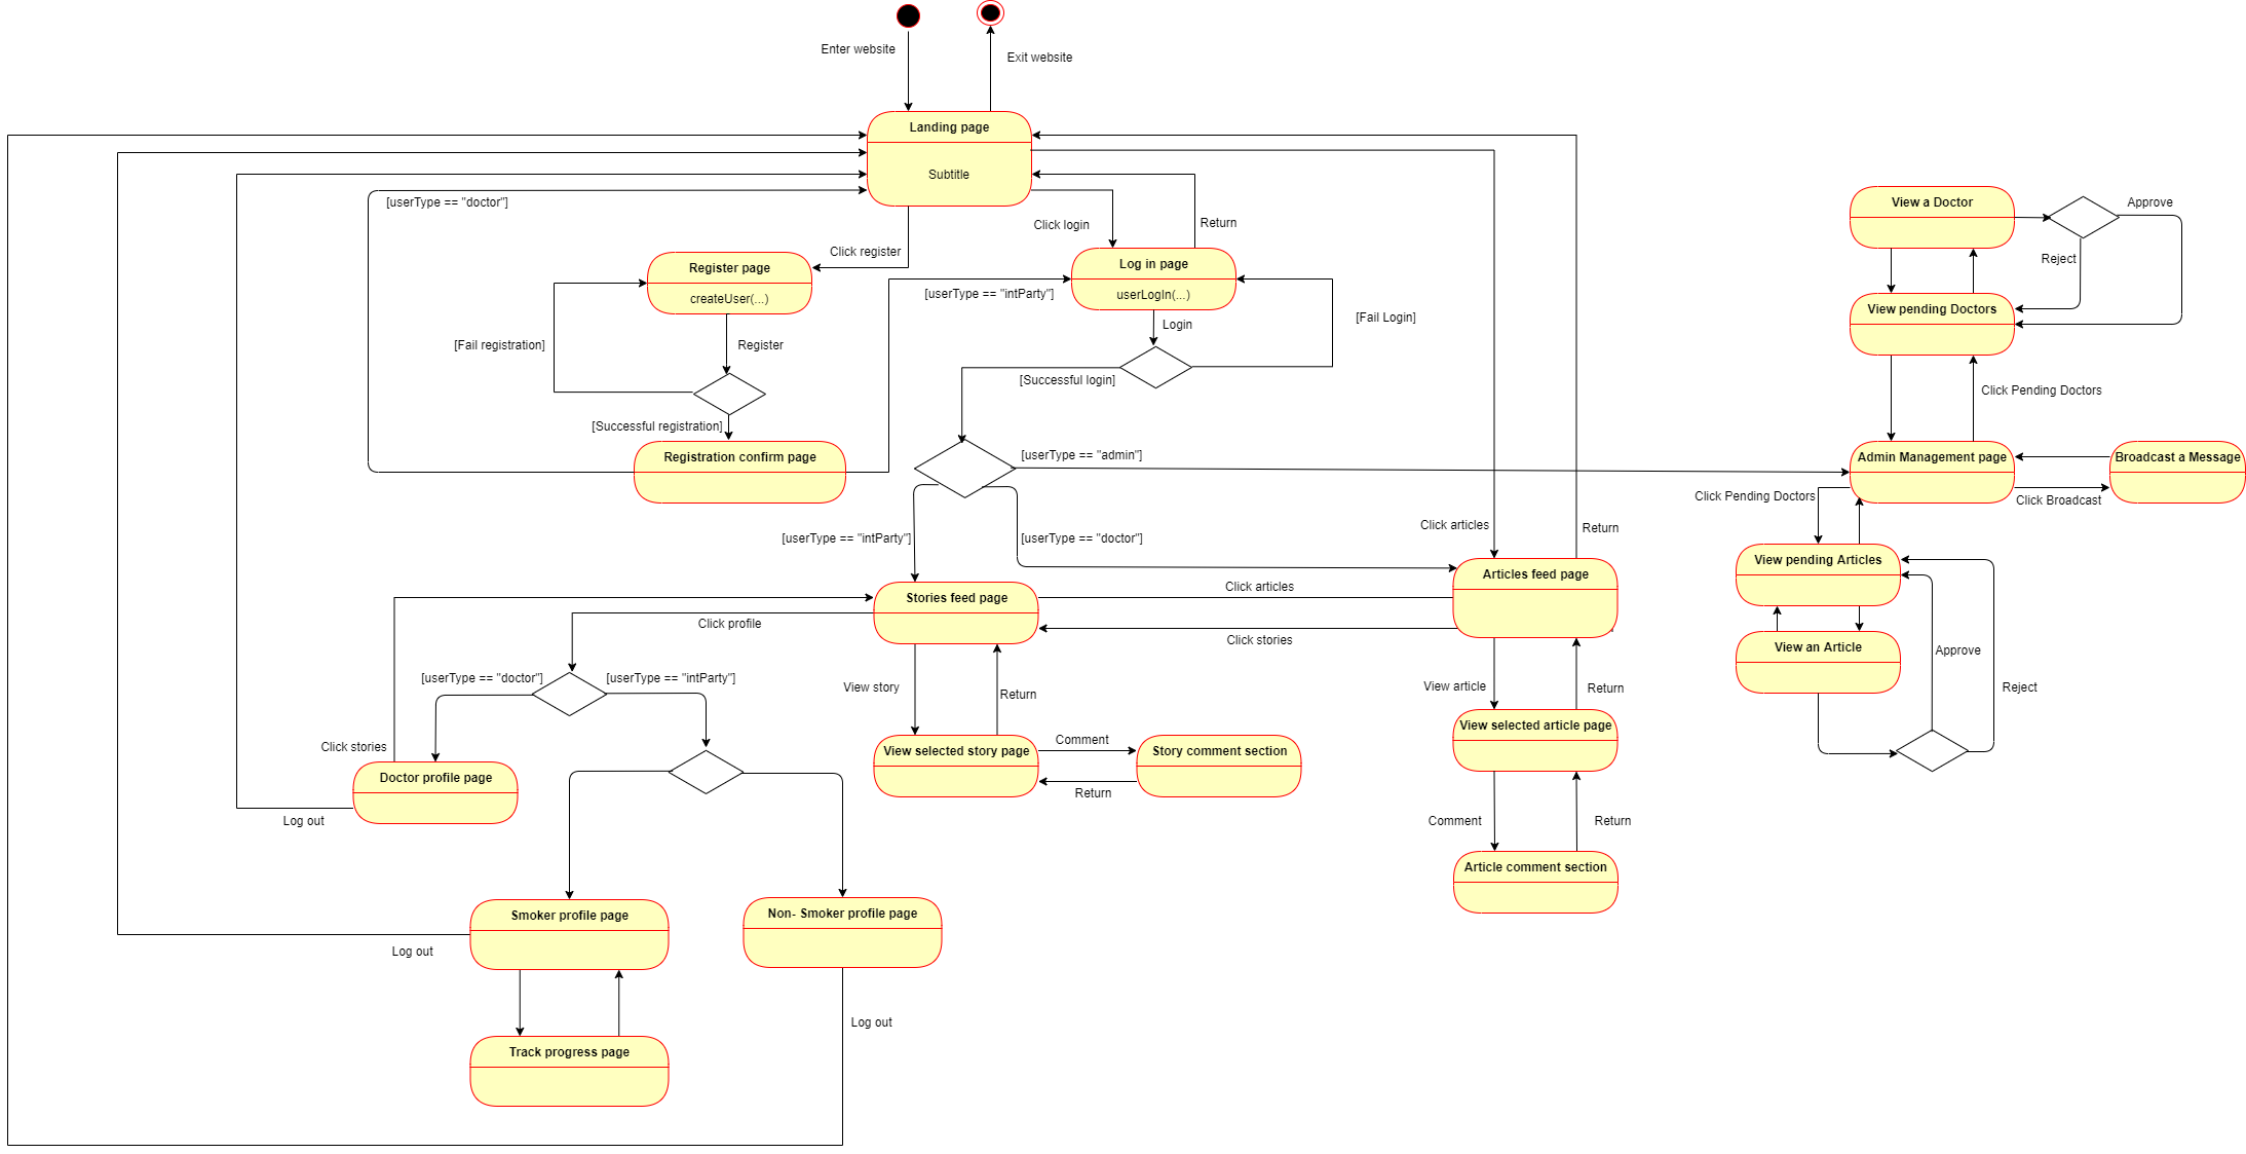 Enter website
Exit website
Landing page
Subtitle
[userType == "doctor"]
Click register
Click login
Return
Register page
createUser(...)
Log in page
userLogIn(...)
[userType == "intParty"]
[Fail Login]
Login
[Fail registration]
Register
[Successful login]
[Successful registration]
Registration confirm page
[userType == "admin"]
View a Doctor
Approve
Reject
View pending Doctors
Click Pending Doctors
Admin Management page
Broadcast a Message
Click Pending Doctors
Click Broadcast
Click articles
Return
[userType == "intParty"]
[userType == "doctor"]
View pending Articles
Articles feed page
Stories feed page
Click articles
Click profile
Click stories
View an Article
Approve
Reject
[userType == "doctor"]
[userType == "intParty"]
View story
Return
View article
Return
Click stories
View selected story page
Comment
Story comment section
View selected article page
Doctor profile page
Return
Log out
Comment
Return
Article comment section
Smoker profile page
Non- Smoker profile page
Log out
Log out
Track progress page